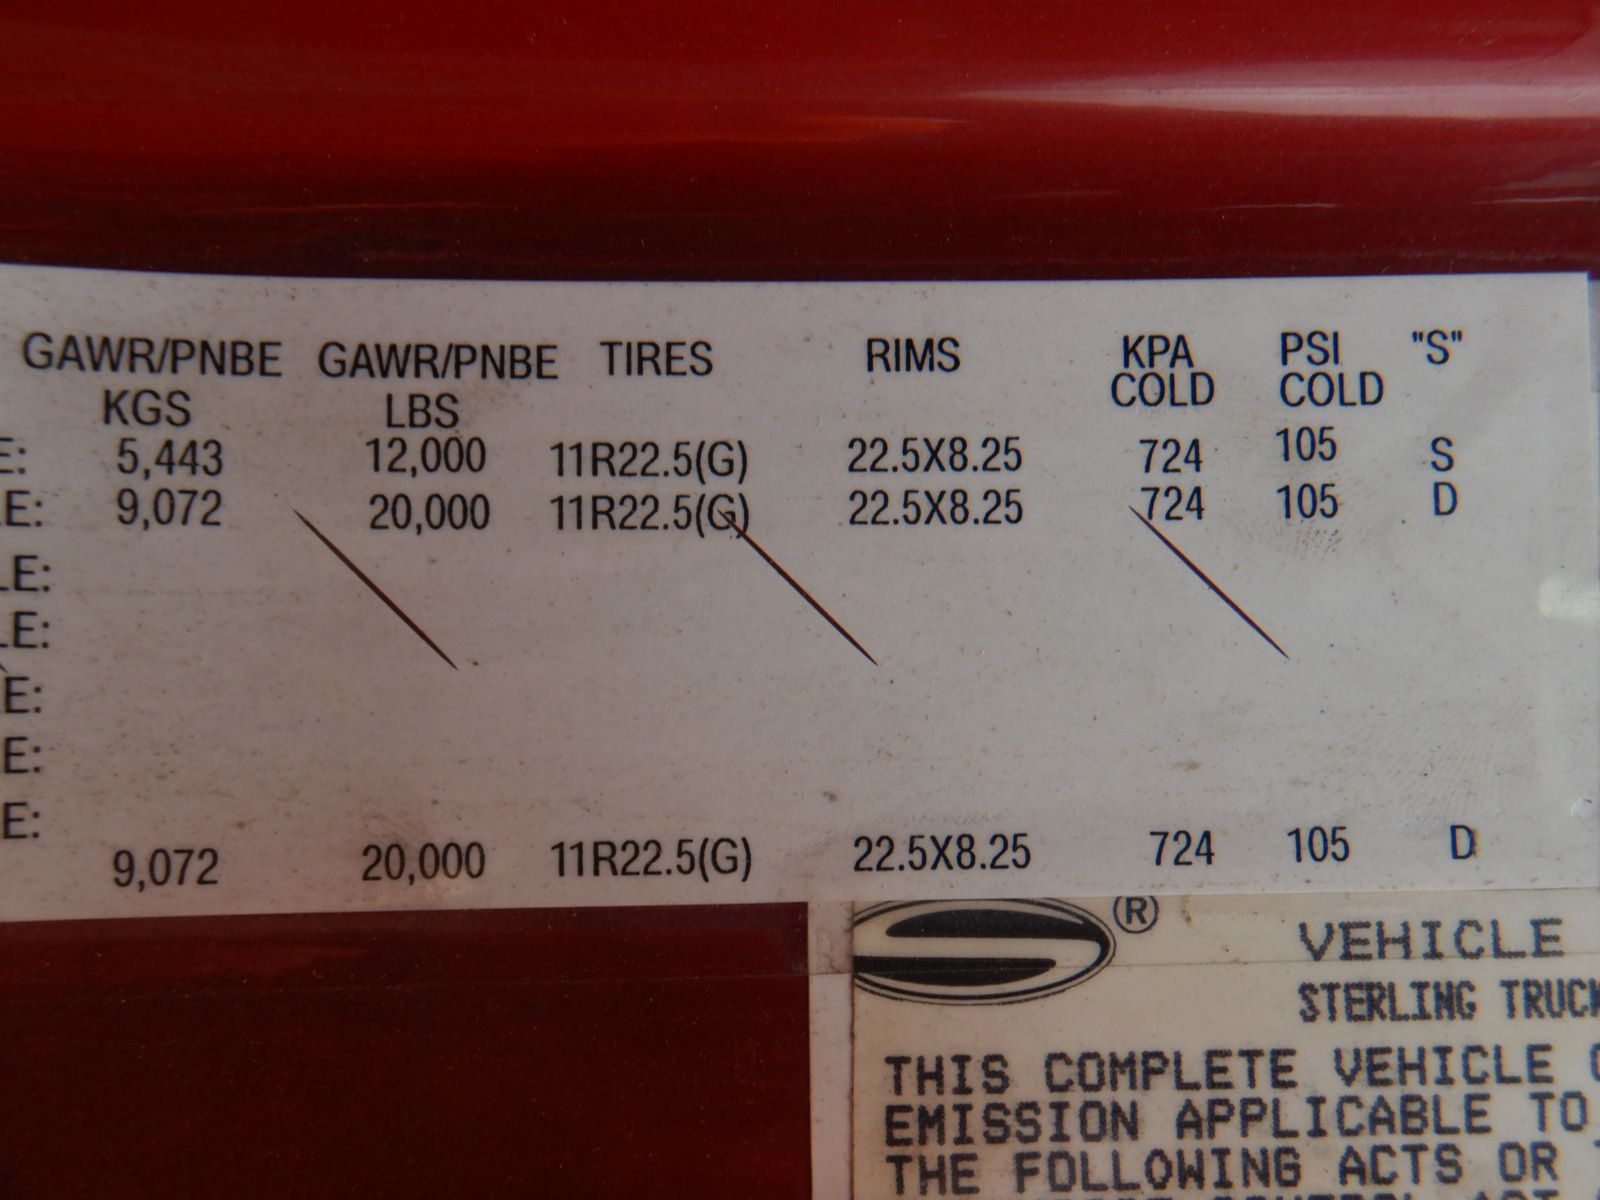 GAWR/PNBE GAWR/PNBE TIRES RIMS KPA PSI "S"
KGS LBS COLD COLD
E: 5,443 12,000 11R22.5(G) 22.5X8.25 724 105 S
LE: 9,072 20,000 11R22.5(G) 22.5X8.25 724 105 D
LE:
LE:
E:
E:
E:
9,072 20,000 11R22.5(G) 22.5X8.25 724 105 D
®
VEHICLE
STERLING TRUCK
THIS COMPLETE VEHICLE
EMISSION APPLICABLE TO
THE FOLLOWING ACTS OR